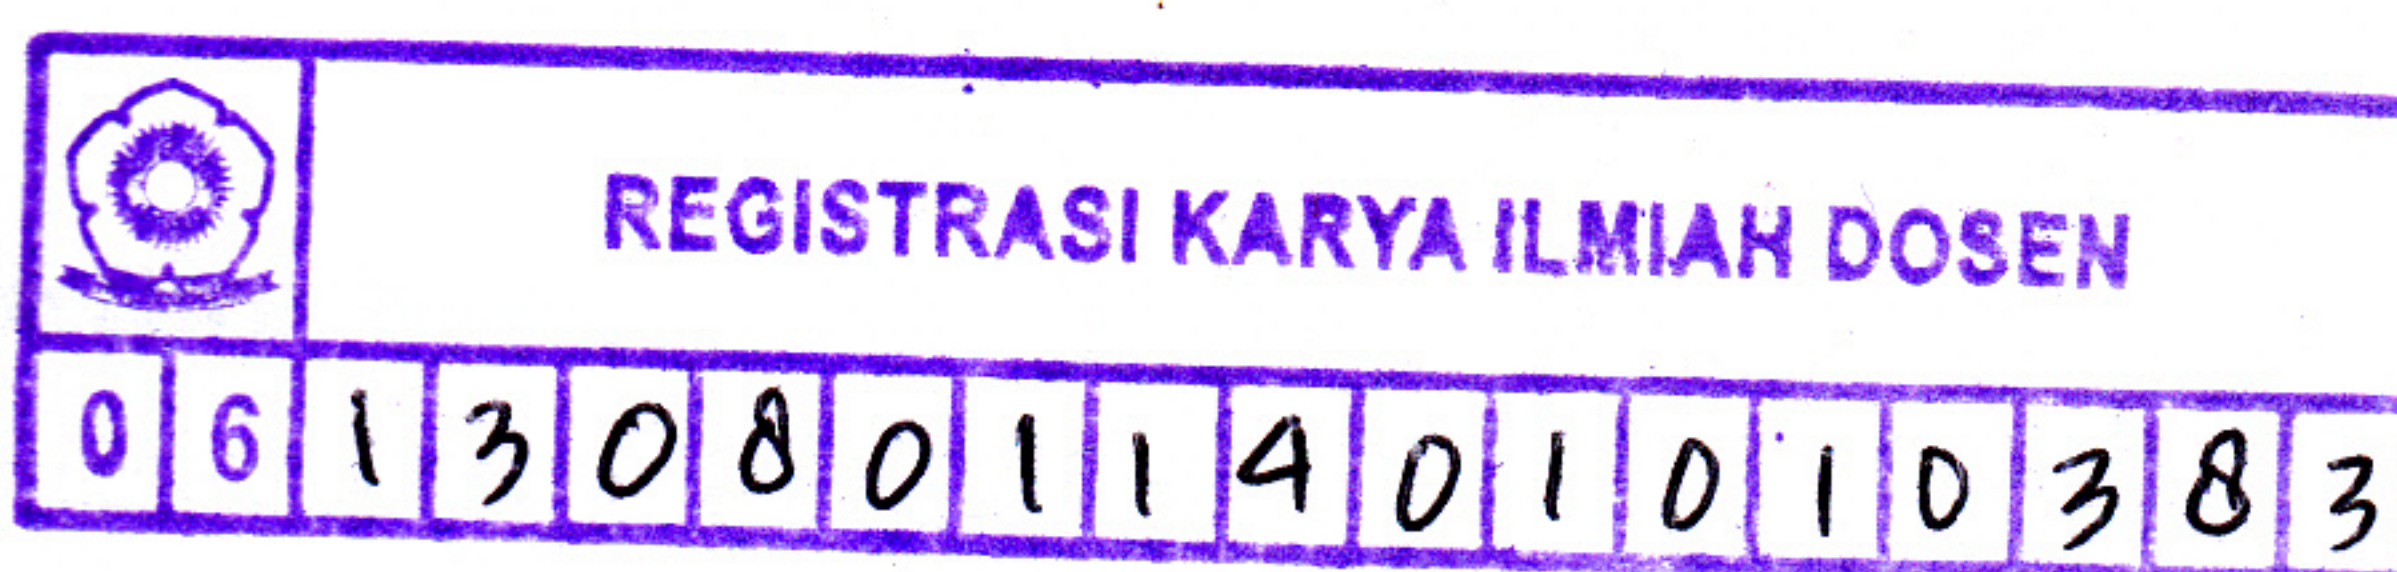 REGISTRASI KARYA ILMIAH DOSEN
0 6 1 3 0 8 0 1 1 4 0 1 0 1 0 3 8 3